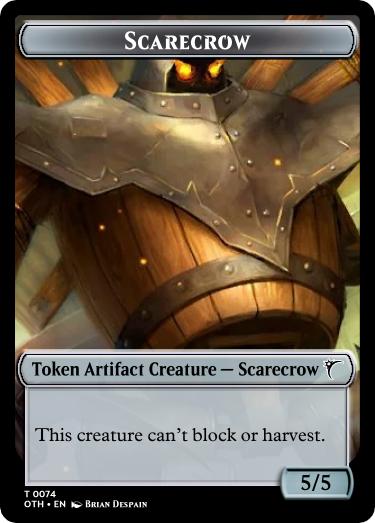 Scarecrow
Token Artifact Creature — Scarecrow
This creature can't block or harvest.
5/5
T 0074
OTH • EN Brian Despain